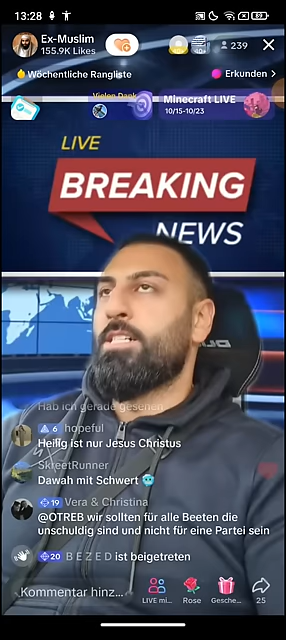 13:28
89
Ex-Muslim
155.9K Likes
239
Wöchentliche Rangliste
Erkunden
Vielen Dank
Minecraft LIVE
10/15-10/23
LIVE
BREAKING
NEWS
Hab ich gerade gesehen
6 hopeful
Heilig ist nur Jesus Christus
SkreetRunner
Dawah mit Schwert
19 Vera & Christina
@OTREB wir sollten für alle Beeten die
unschuldig sind und nicht für eine Partei sein
20 B E Z E D ist beigetreten
Kommentar hinz...
LIVE mi...
Rose
Gesche...
25